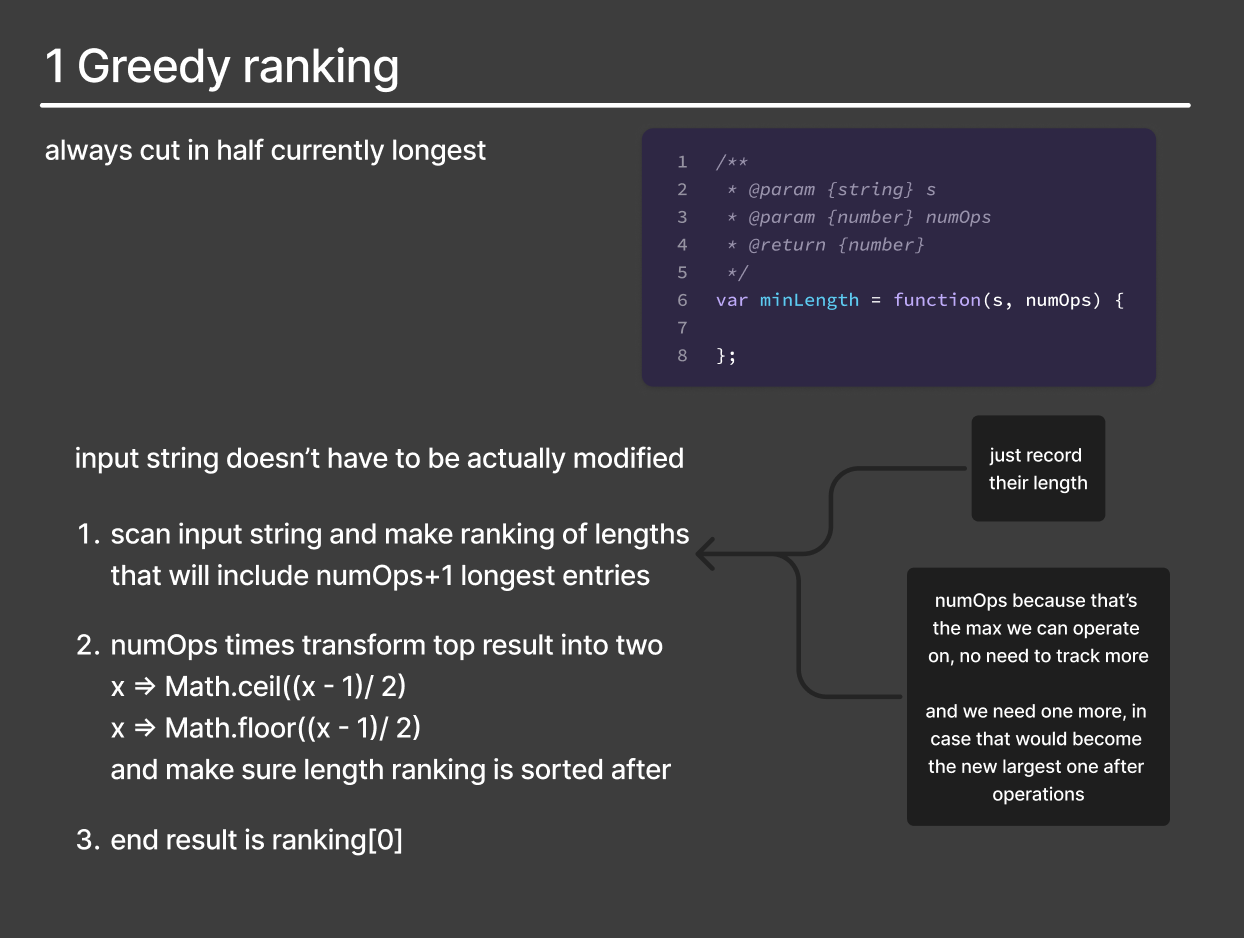 1 Greedy ranking
always cut in half currently longest
1 /**
2 * @param {string} s
3 * @param {number} numOps
4 * @return {number}
5 */
6 var minLength = function(s, numOps) {
7
8 };
input string doesn’t have to be actually modified
just record
their length
1. scan input string and make ranking of lengths
that will include numOps+1 longest entries
numOps because that’s
the max we can operate
on, no need to track more
and we need one more, in
case that would become
the new largest one after
operations
2. numOps times transform top result into two
x => Math.ceil((x - 1)/ 2)
x => Math.floor((x - 1)/ 2)
and make sure length ranking is sorted after
3. end result is ranking[0]